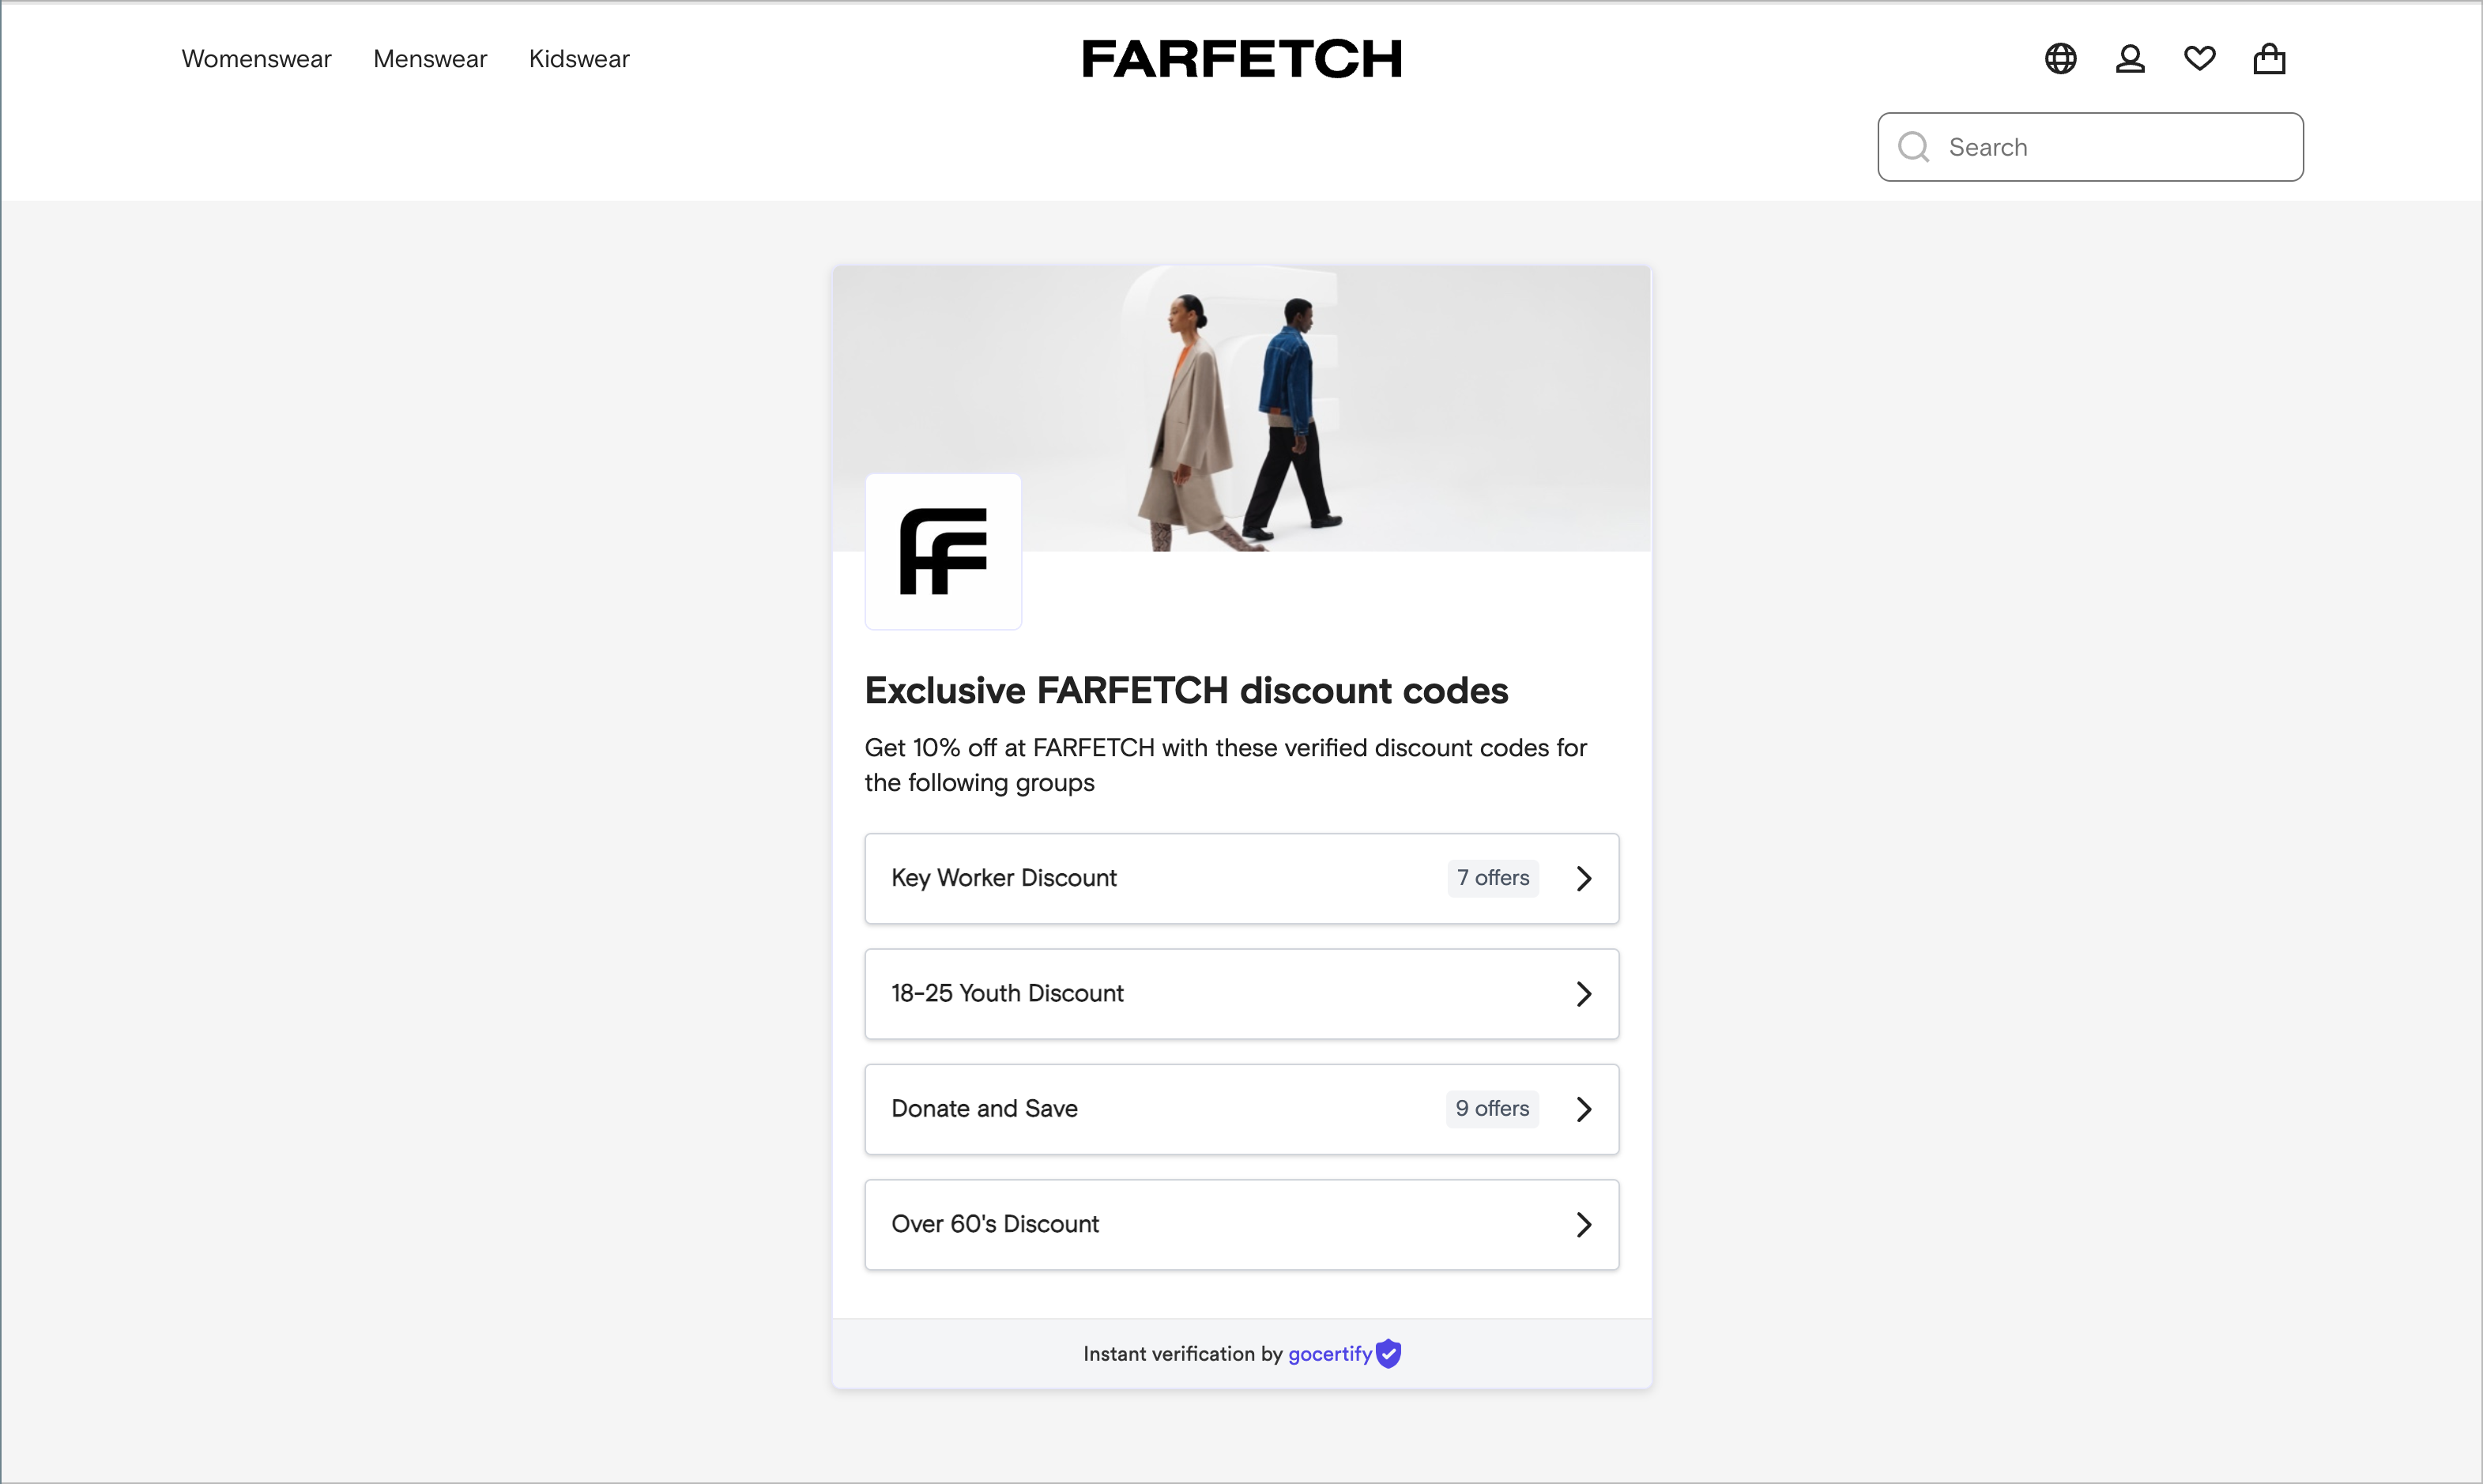 Womenswear Menswear Kidswear
FARFETCH
Search
Exclusive FARFETCH discount codes
Get 10% off at FARFETCH with these verified discount codes for
the following groups
Key Worker Discount 7 offers
18-25 Youth Discount
Donate and Save 9 offers
Over 60's Discount
Instant verification by gocertify